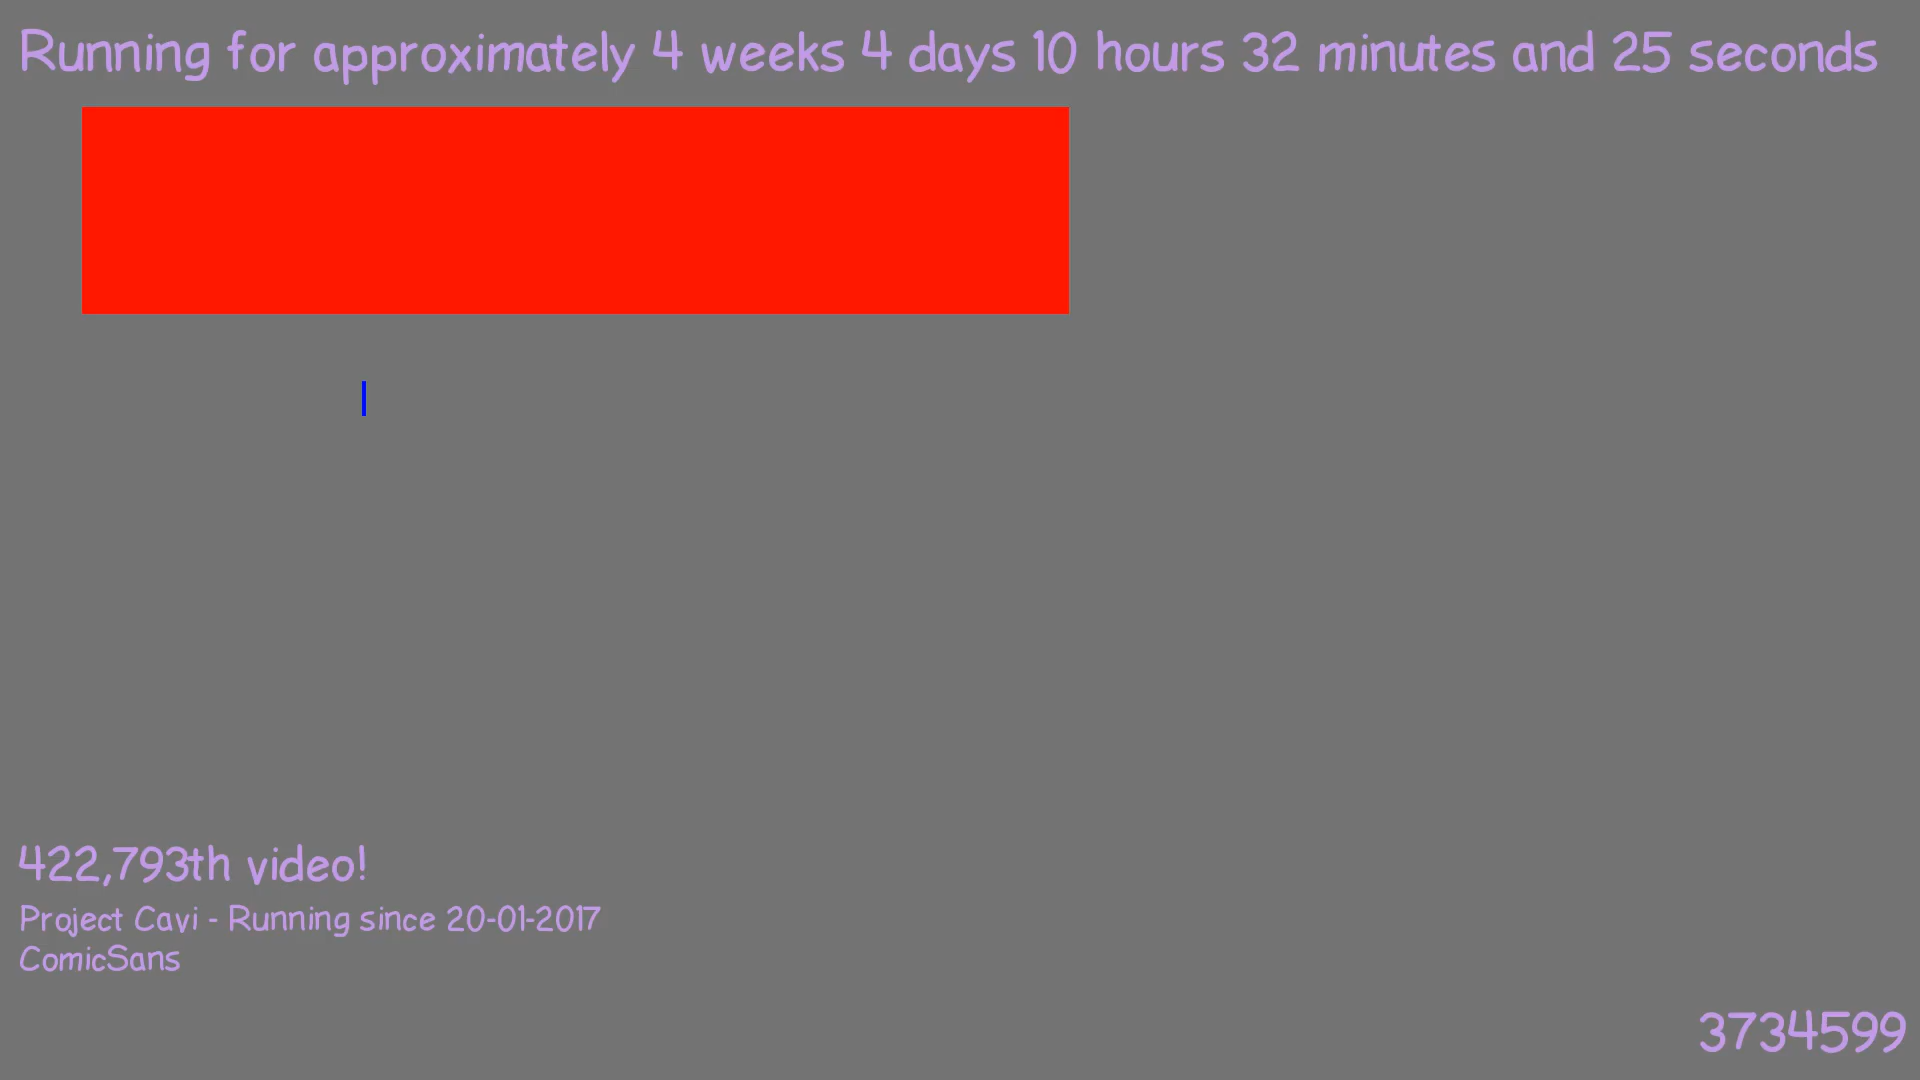 Running for approximately 4 weeks 4 days 10 hours 32 minutes and 25 seconds
422,793th video!
Project Cavi - Running since 20-01-2017
ComicSans
3734599